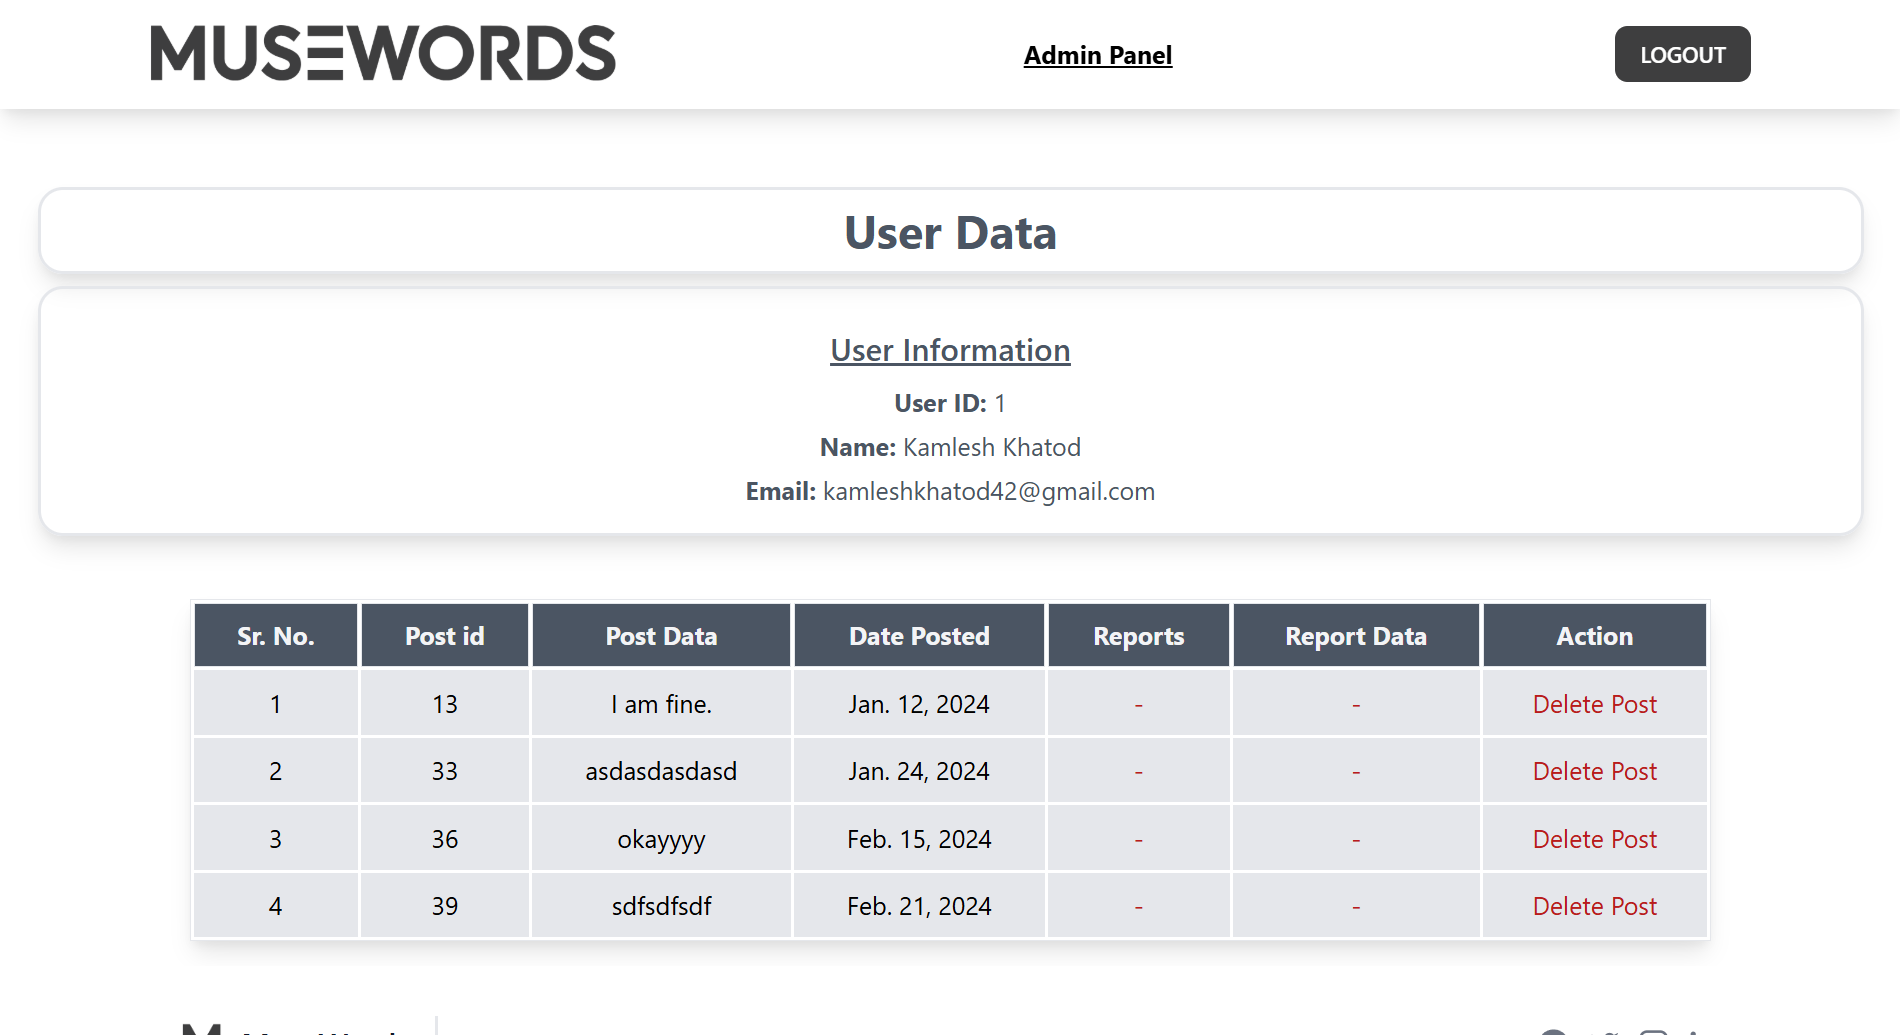 MUSEWORDS Admin Panel LOGOUT
User Data
User Information
User ID: 1
Name: Kamlesh Khatod
Email: kamleshkhatod42@gmail.com
Sr. No. Post id Post Data Date Posted Reports Report Data Action
1 13 I am fine. Jan. 12, 2024 - - Delete Post
2 33 asdasdasdasd Jan. 24, 2024 - - Delete Post
3 36 okayyyy Feb. 15, 2024 - - Delete Post
4 39 sdfsdfsdf Feb. 21, 2024 - - Delete Post